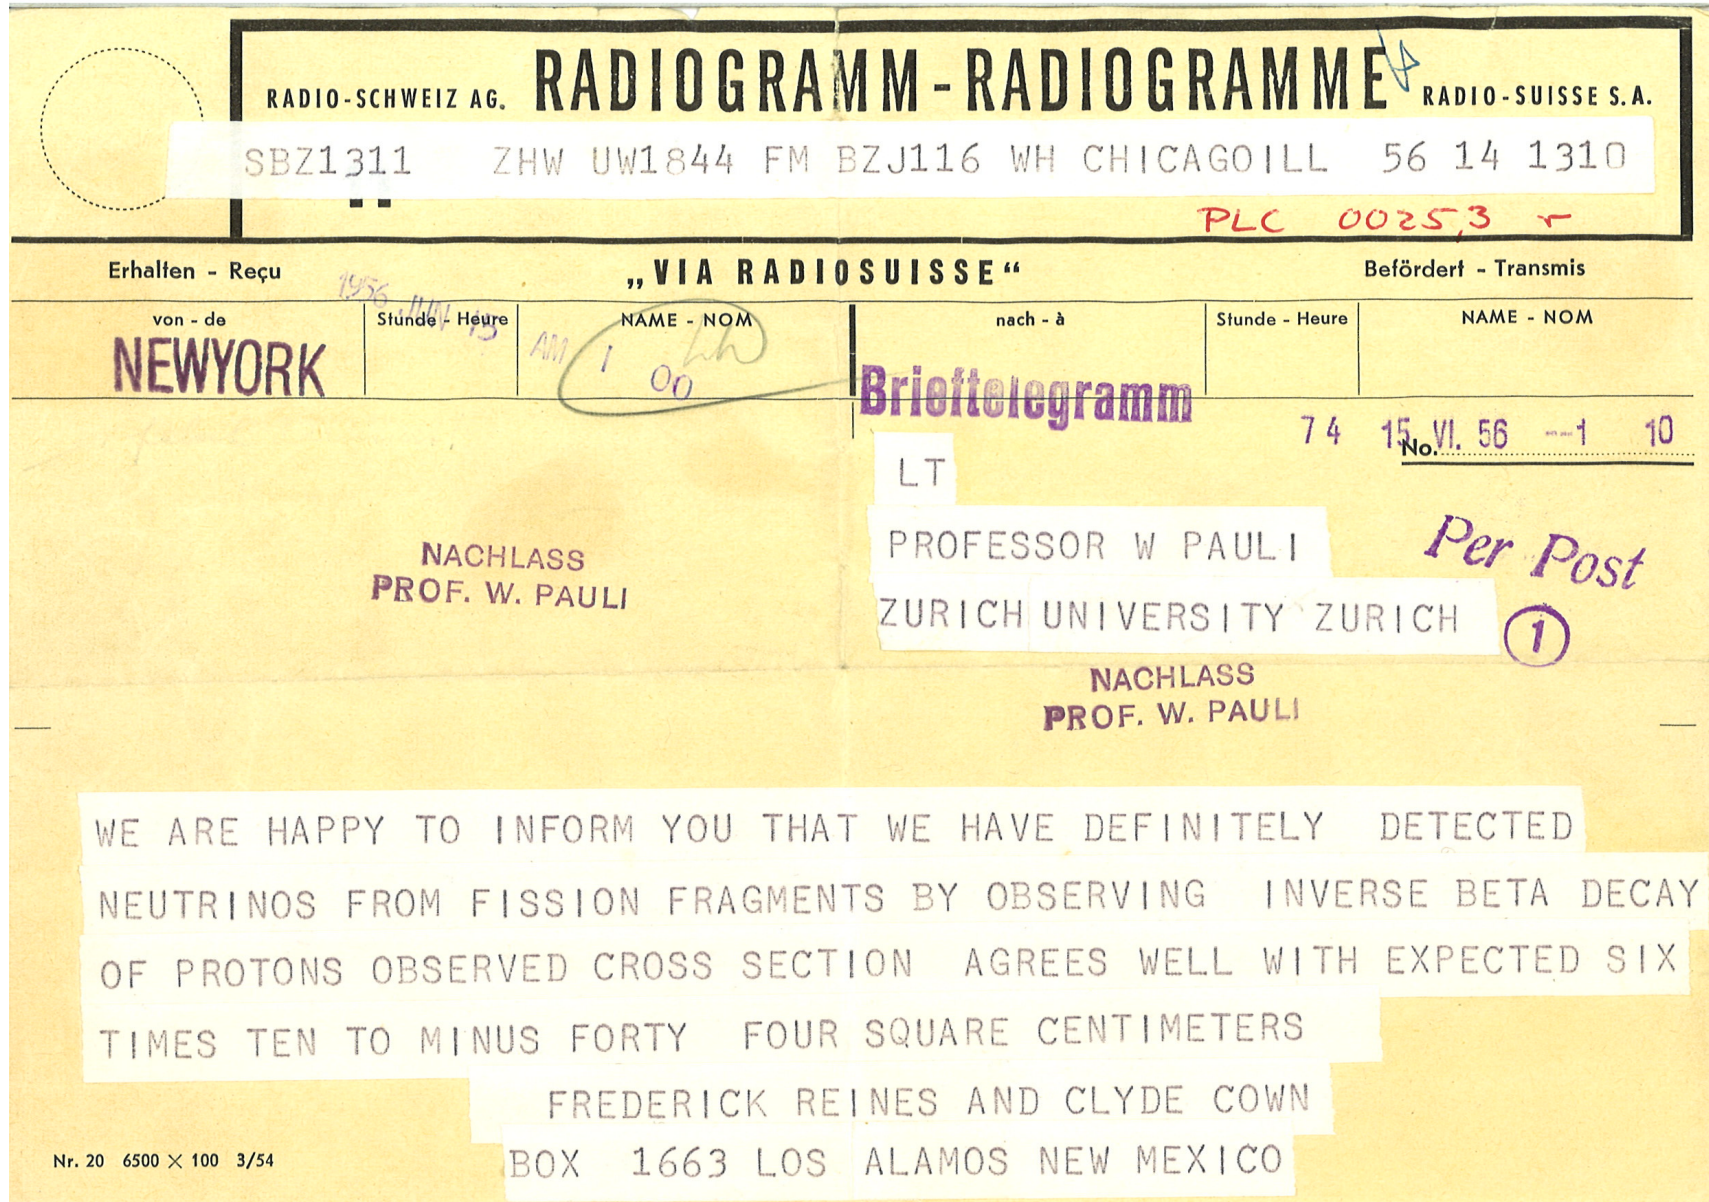 RADIO-SCHWEIZ AG. RADIOGRAMM-RADIOGRAMME RADIO-SUISSE S.A.
SBZ1311 ZHW UW1844 FM BZJ116 WH CHICAGOILL 56 14 1310
PLC 0025,3
Erhalten - Reçu „VIA RADIOSUISSE“ Befördert - Transmis
von - de Stunde - Heure NAME - NOM nach - à Stunde - Heure NAME - NOM
1956 JUN 15 AM 1 00
NEWYORK Brieftelegramm
74 15. VI. 56 --1 10
No.
LT
PROFESSOR W PAULI
Per Post
ZURICH UNIVERSITY ZURICH
1
NACHLASS
PROF. W. PAULI
NACHLASS
PROF. W. PAULI
WE ARE HAPPY TO INFORM YOU THAT WE HAVE DEFINITELY DETECTED
NEUTRINOS FROM FISSION FRAGMENTS BY OBSERVING INVERSE BETA DECAY
OF PROTONS OBSERVED CROSS SECTION AGREES WELL WITH EXPECTED SIX
TIMES TEN TO MINUS FORTY FOUR SQUARE CENTIMETERS
FREDERICK REINES AND CLYDE COWN
BOX 1663 LOS ALAMOS NEW MEXICO
Nr. 20 6500 × 100 3/54